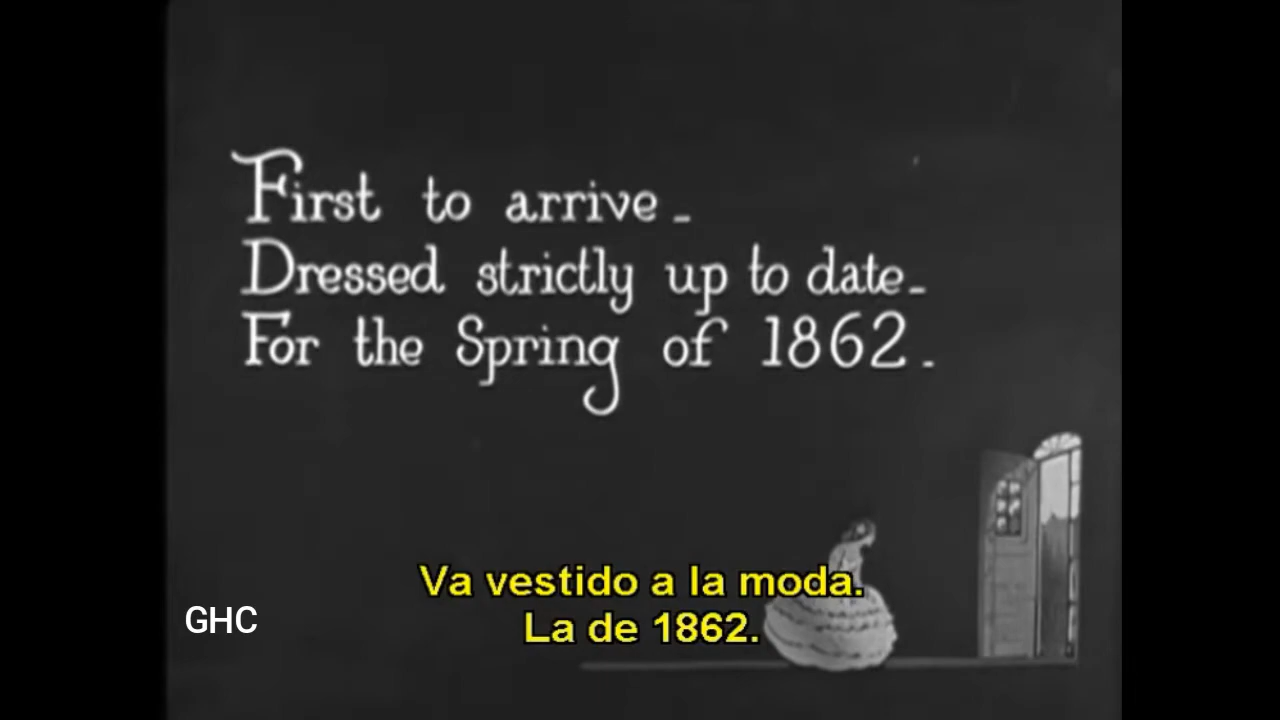 First to arrive -
Dressed strictly up to date -
For the Spring of 1862 -
Va vestido a la moda.
La de 1862.
GHC